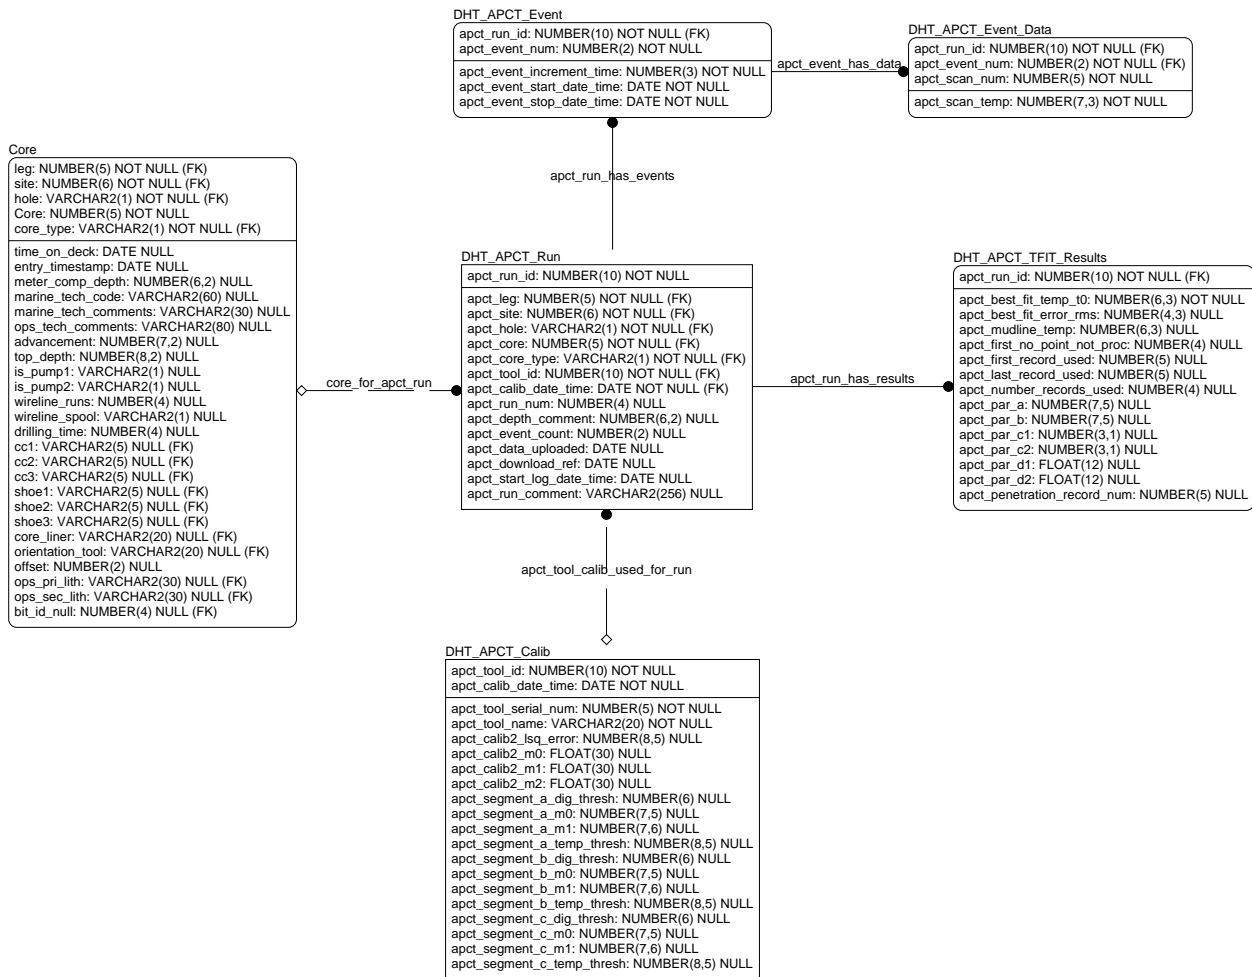 DHT_APCT_Event
apct_run_id: NUMBER(10) NOT NULL (FK)
apct_event_num: NUMBER(2) NOT NULL
apct_event_increment_time: NUMBER(3) NOT NULL
apct_event_start_date_time: DATE NOT NULL
apct_event_stop_date_time: DATE NOT NULL
apct_event_has_data
DHT_APCT_Event_Data
apct_run_id: NUMBER(10) NOT NULL (FK)
apct_event_num: NUMBER(2) NOT NULL (FK)
apct_scan_num: NUMBER(5) NOT NULL
apct_scan_temp: NUMBER(7,3) NOT NULL
apct_run_has_events
Core
leg: NUMBER(5) NOT NULL (FK)
site: NUMBER(6) NOT NULL (FK)
hole: VARCHAR2(1) NOT NULL (FK)
Core: NUMBER(5) NOT NULL
core_type: VARCHAR2(1) NOT NULL (FK)
time_on_deck: DATE NULL
entry_timestamp: DATE NULL
meter_comp_depth: NUMBER(6,2) NULL
marine_tech_code: VARCHAR2(60) NULL
marine_tech_comments: VARCHAR2(30) NULL
ops_tech_comments: VARCHAR2(80) NULL
advancement: NUMBER(7,2) NULL
top_depth: NUMBER(8,2) NULL
is_pump1: VARCHAR2(1) NULL
is_pump2: VARCHAR2(1) NULL
wireline_runs: NUMBER(4) NULL
wireline_spool: VARCHAR2(1) NULL
drilling_time: NUMBER(4) NULL
cc1: VARCHAR2(5) NULL (FK)
cc2: VARCHAR2(5) NULL (FK)
cc3: VARCHAR2(5) NULL (FK)
shoe1: VARCHAR2(5) NULL (FK)
shoe2: VARCHAR2(5) NULL (FK)
shoe3: VARCHAR2(5) NULL (FK)
core_liner: VARCHAR2(20) NULL (FK)
orientation_tool: VARCHAR2(20) NULL (FK)
offset: NUMBER(2) NULL
ops_pri_lith: VARCHAR2(30) NULL (FK)
ops_sec_lith: VARCHAR2(30) NULL (FK)
bit_id_null: NUMBER(4) NULL (FK)
core_for_apct_run
DHT_APCT_Run
apct_run_id: NUMBER(10) NOT NULL
apct_leg: NUMBER(5) NOT NULL (FK)
apct_site: NUMBER(6) NOT NULL (FK)
apct_hole: VARCHAR2(1) NOT NULL (FK)
apct_core: NUMBER(5) NOT NULL (FK)
apct_core_type: VARCHAR2(1) NOT NULL (FK)
apct_tool_id: NUMBER(10) NOT NULL (FK)
apct_calib_date_time: DATE NOT NULL (FK)
apct_run_num: NUMBER(4) NULL
apct_depth_comment: NUMBER(6,2) NULL
apct_event_count: NUMBER(2) NULL
apct_data_uploaded: DATE NULL
apct_download_ref: DATE NULL
apct_start_log_date_time: DATE NULL
apct_run_comment: VARCHAR2(256) NULL
apct_run_has_results
DHT_APCT_TFIT_Results
apct_run_id: NUMBER(10) NOT NULL (FK)
apct_best_fit_temp_t0: NUMBER(6,3) NOT NULL
apct_best_fit_error_rms: NUMBER(4,3) NULL
apct_mudline_temp: NUMBER(6,3) NULL
apct_first_no_point_not_proc: NUMBER(4) NULL
apct_first_record_used: NUMBER(5) NULL
apct_last_record_used: NUMBER(5) NULL
apct_number_records_used: NUMBER(4) NULL
apct_par_a: NUMBER(7,5) NULL
apct_par_b: NUMBER(7,5) NULL
apct_par_c1: NUMBER(3,1) NULL
apct_par_c2: NUMBER(3,1) NULL
apct_par_d1: FLOAT(12) NULL
apct_par_d2: FLOAT(12) NULL
apct_penetration_record_num: NUMBER(5) NULL
apct_tool_calib_used_for_run
DHT_APCT_Calib
apct_tool_id: NUMBER(10) NOT NULL
apct_calib_date_time: DATE NOT NULL
apct_tool_serial_num: NUMBER(5) NOT NULL
apct_tool_name: VARCHAR2(20) NOT NULL
apct_calib2_lsq_error: NUMBER(8,5) NULL
apct_calib2_m0: FLOAT(30) NULL
apct_calib2_m1: FLOAT(30) NULL
apct_calib2_m2: FLOAT(30) NULL
apct_segment_a_dig_thresh: NUMBER(6) NULL
apct_segment_a_m0: NUMBER(7,5) NULL
apct_segment_a_m1: NUMBER(7,6) NULL
apct_segment_a_temp_thresh: NUMBER(8,5) NULL
apct_segment_b_dig_thresh: NUMBER(6) NULL
apct_segment_b_m0: NUMBER(7,5) NULL
apct_segment_b_m1: NUMBER(7,6) NULL
apct_segment_b_temp_thresh: NUMBER(8,5) NULL
apct_segment_c_dig_thresh: NUMBER(6) NULL
apct_segment_c_m0: NUMBER(7,5) NULL
apct_segment_c_m1: NUMBER(7,6) NULL
apct_segment_c_temp_thresh: NUMBER(8,5) NULL